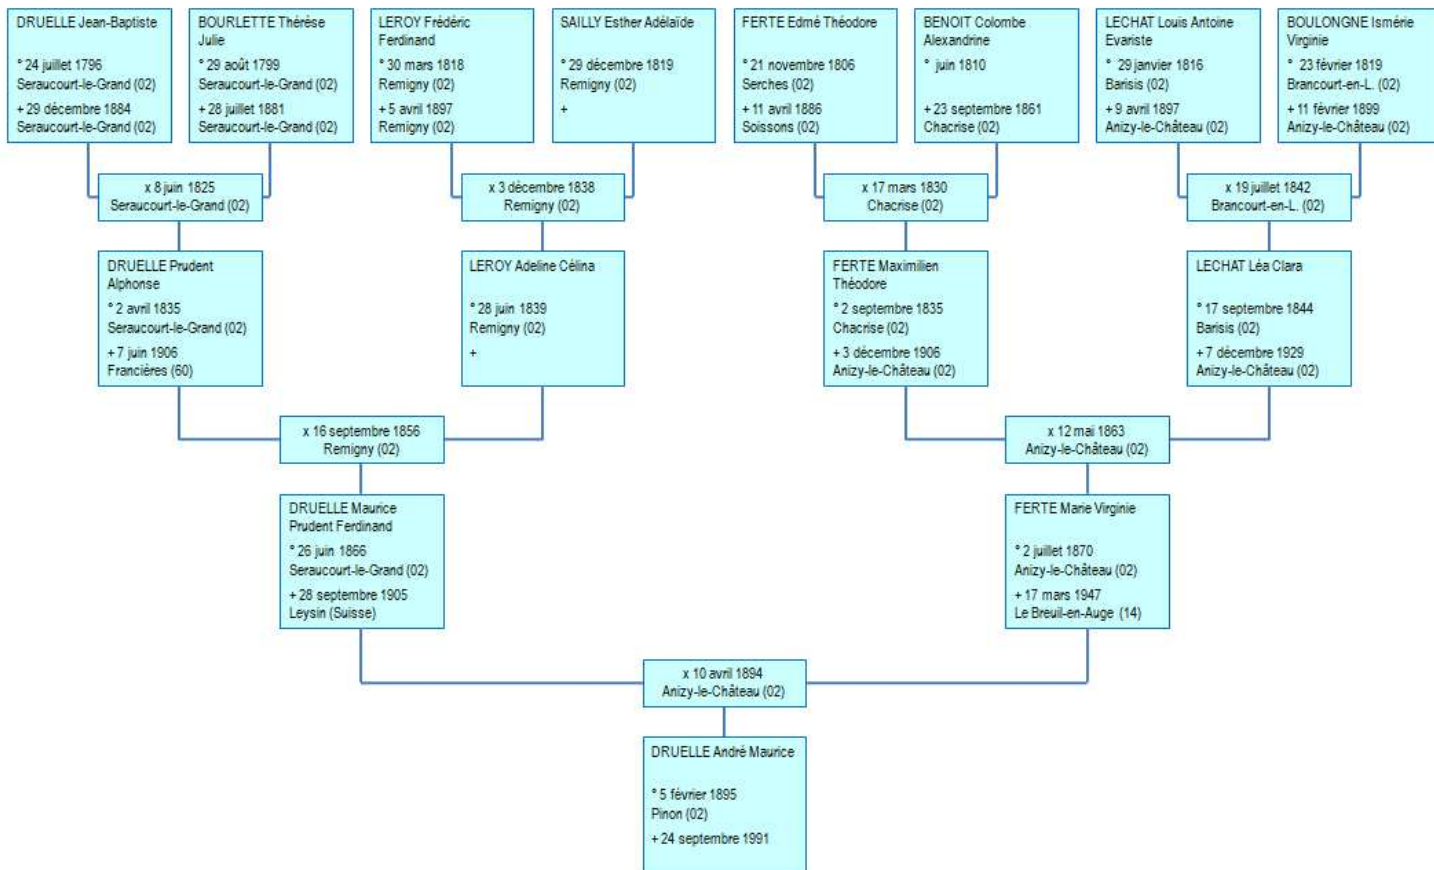 DRUELLE Jean-Baptiste
° 24 juillet 1796
Seraucourt-le-Grand (02)
+ 29 décembre 1884
Seraucourt-le-Grand (02)
BOURLETTE Thérèse
Julie
° 29 août 1799
Seraucourt-le-Grand (02)
+ 28 juillet 1881
Seraucourt-le-Grand (02)
LEROY Frédéric
Ferdinand
° 30 mars 1818
Remigny (02)
+ 5 avril 1897
Remigny (02)
SAILLY Esther Adélaïde
° 29 décembre 1819
Remigny (02)
+
FERTE Edmé Théodore
° 21 novembre 1806
Serches (02)
+ 11 avril 1886
Soissons (02)
BENOIT Colombe
Alexandrine
° juin 1810
+ 23 septembre 1861
Chacrise (02)
LECHAT Louis Antoine
Evariste
° 29 janvier 1816
Barisis (02)
+ 9 avril 1897
Anizy-le-Château (02)
BOULONGNE Ismérie
Virginie
° 23 février 1819
Brancourt-en-L. (02)
+ 11 février 1899
Anizy-le-Château (02)
x 8 juin 1825
Seraucourt-le-Grand (02)
x 3 décembre 1838
Remigny (02)
x 17 mars 1830
Chacrise (02)
x 19 juillet 1842
Brancourt-en-L. (02)
DRUELLE Prudent
Alphonse
° 2 avril 1835
Seraucourt-le-Grand (02)
+ 7 juin 1906
Francières (60)
LEROY Adeline Célina
° 28 juin 1839
Remigny (02)
+
FERTE Maximilien
Théodore
° 2 septembre 1835
Chacrise (02)
+ 3 décembre 1906
Anizy-le-Château (02)
LECHAT Léa Clara
° 17 septembre 1844
Barisis (02)
+ 7 décembre 1929
Anizy-le-Château (02)
x 16 septembre 1856
Remigny (02)
x 12 mai 1863
Anizy-le-Château (02)
DRUELLE Maurice
Prudent Ferdinand
° 26 juin 1866
Seraucourt-le-Grand (02)
+ 28 septembre 1905
Leysin (Suisse)
FERTE Marie Virginie
° 2 juillet 1870
Anizy-le-Château (02)
+ 17 mars 1947
Le Breuil-en-Auge (14)
x 10 avril 1894
Anizy-le-Château (02)
DRUELLE André Maurice
° 5 février 1895
Pinon (02)
+ 24 septembre 1991